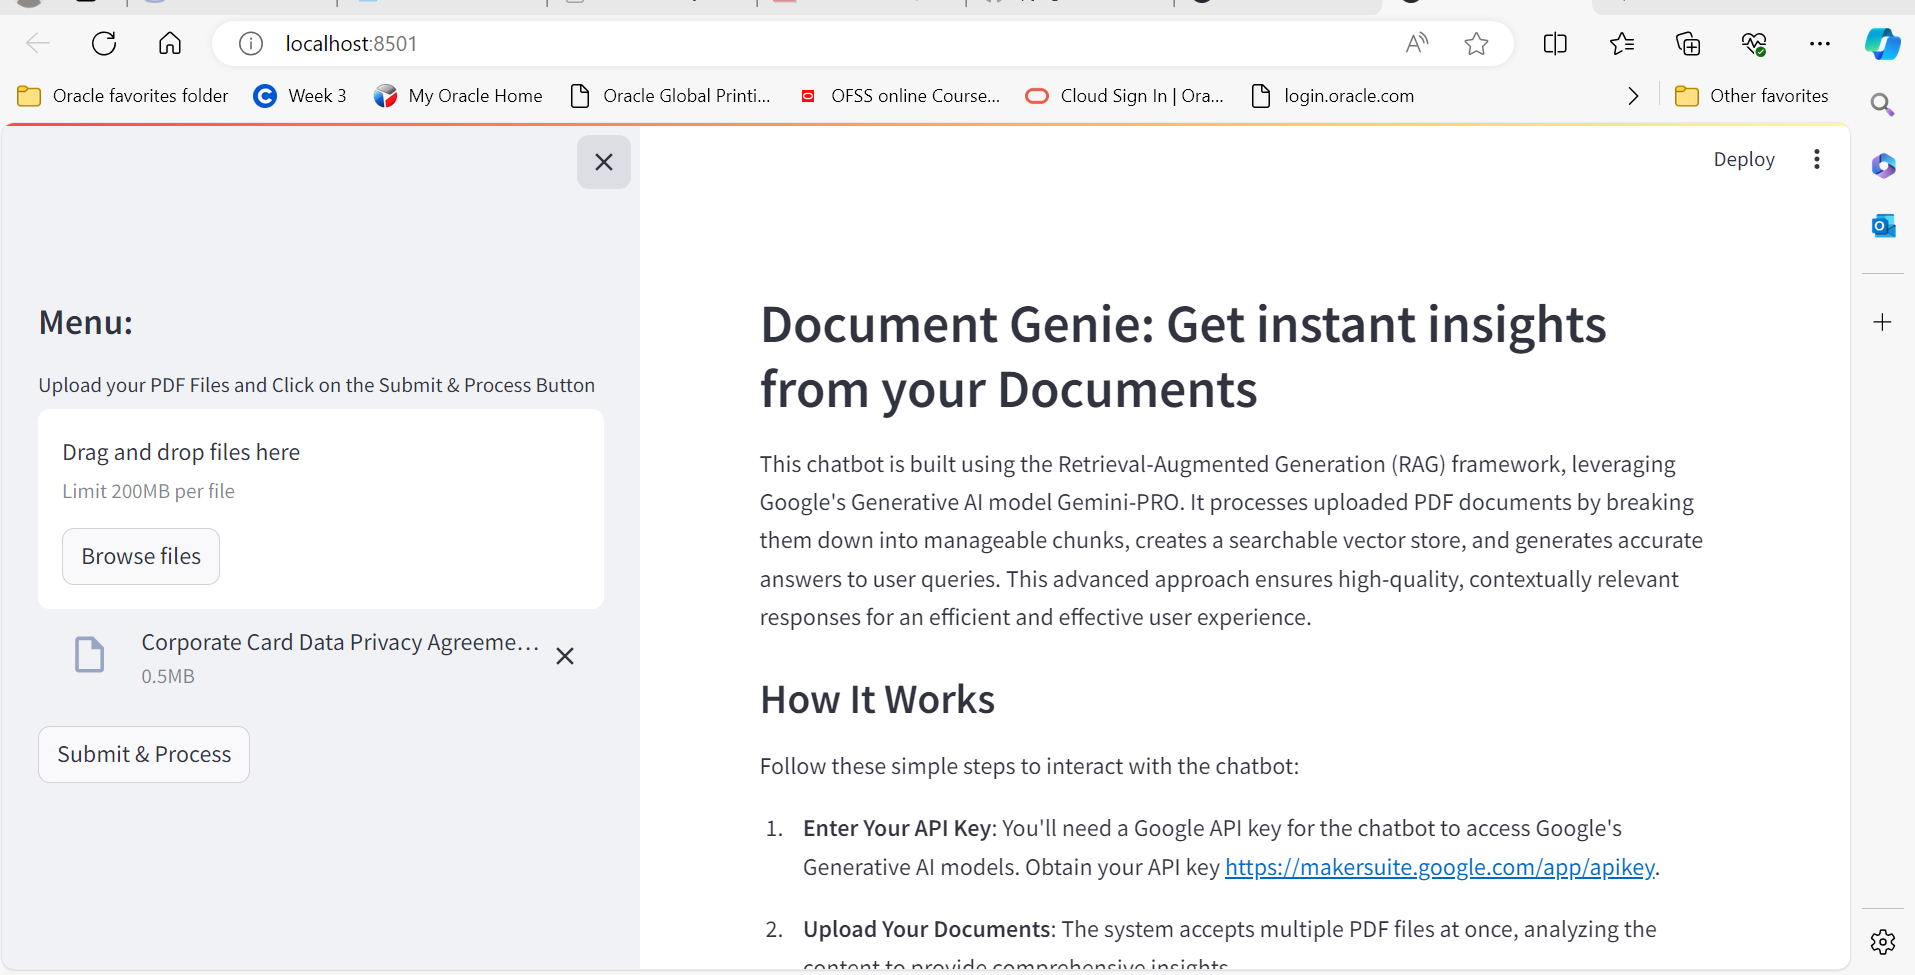 localhost:8501
Oracle favorites folder
Week 3
My Oracle Home
Oracle Global Printi...
OFSS online Course...
Cloud Sign In | Ora...
login.oracle.com
Other favorites
Deploy
Menu:
Upload your PDF Files and Click on the Submit & Process Button
Drag and drop files here
Limit 200MB per file
Browse files
Corporate Card Data Privacy Agreeme...
0.5MB
Submit & Process
Document Genie: Get instant insights
from your Documents
This chatbot is built using the Retrieval-Augmented Generation (RAG) framework, leveraging
Google's Generative AI model Gemini-PRO. It processes uploaded PDF documents by breaking
them down into manageable chunks, creates a searchable vector store, and generates accurate
answers to user queries. This advanced approach ensures high-quality, contextually relevant
responses for an efficient and effective user experience.
How It Works
Follow these simple steps to interact with the chatbot:
1. Enter Your API Key: You'll need a Google API key for the chatbot to access Google's
Generative AI models. Obtain your API key https://makersuite.google.com/app/apikey.
2. Upload Your Documents: The system accepts multiple PDF files at once, analyzing the
content to provide comprehensive insights.